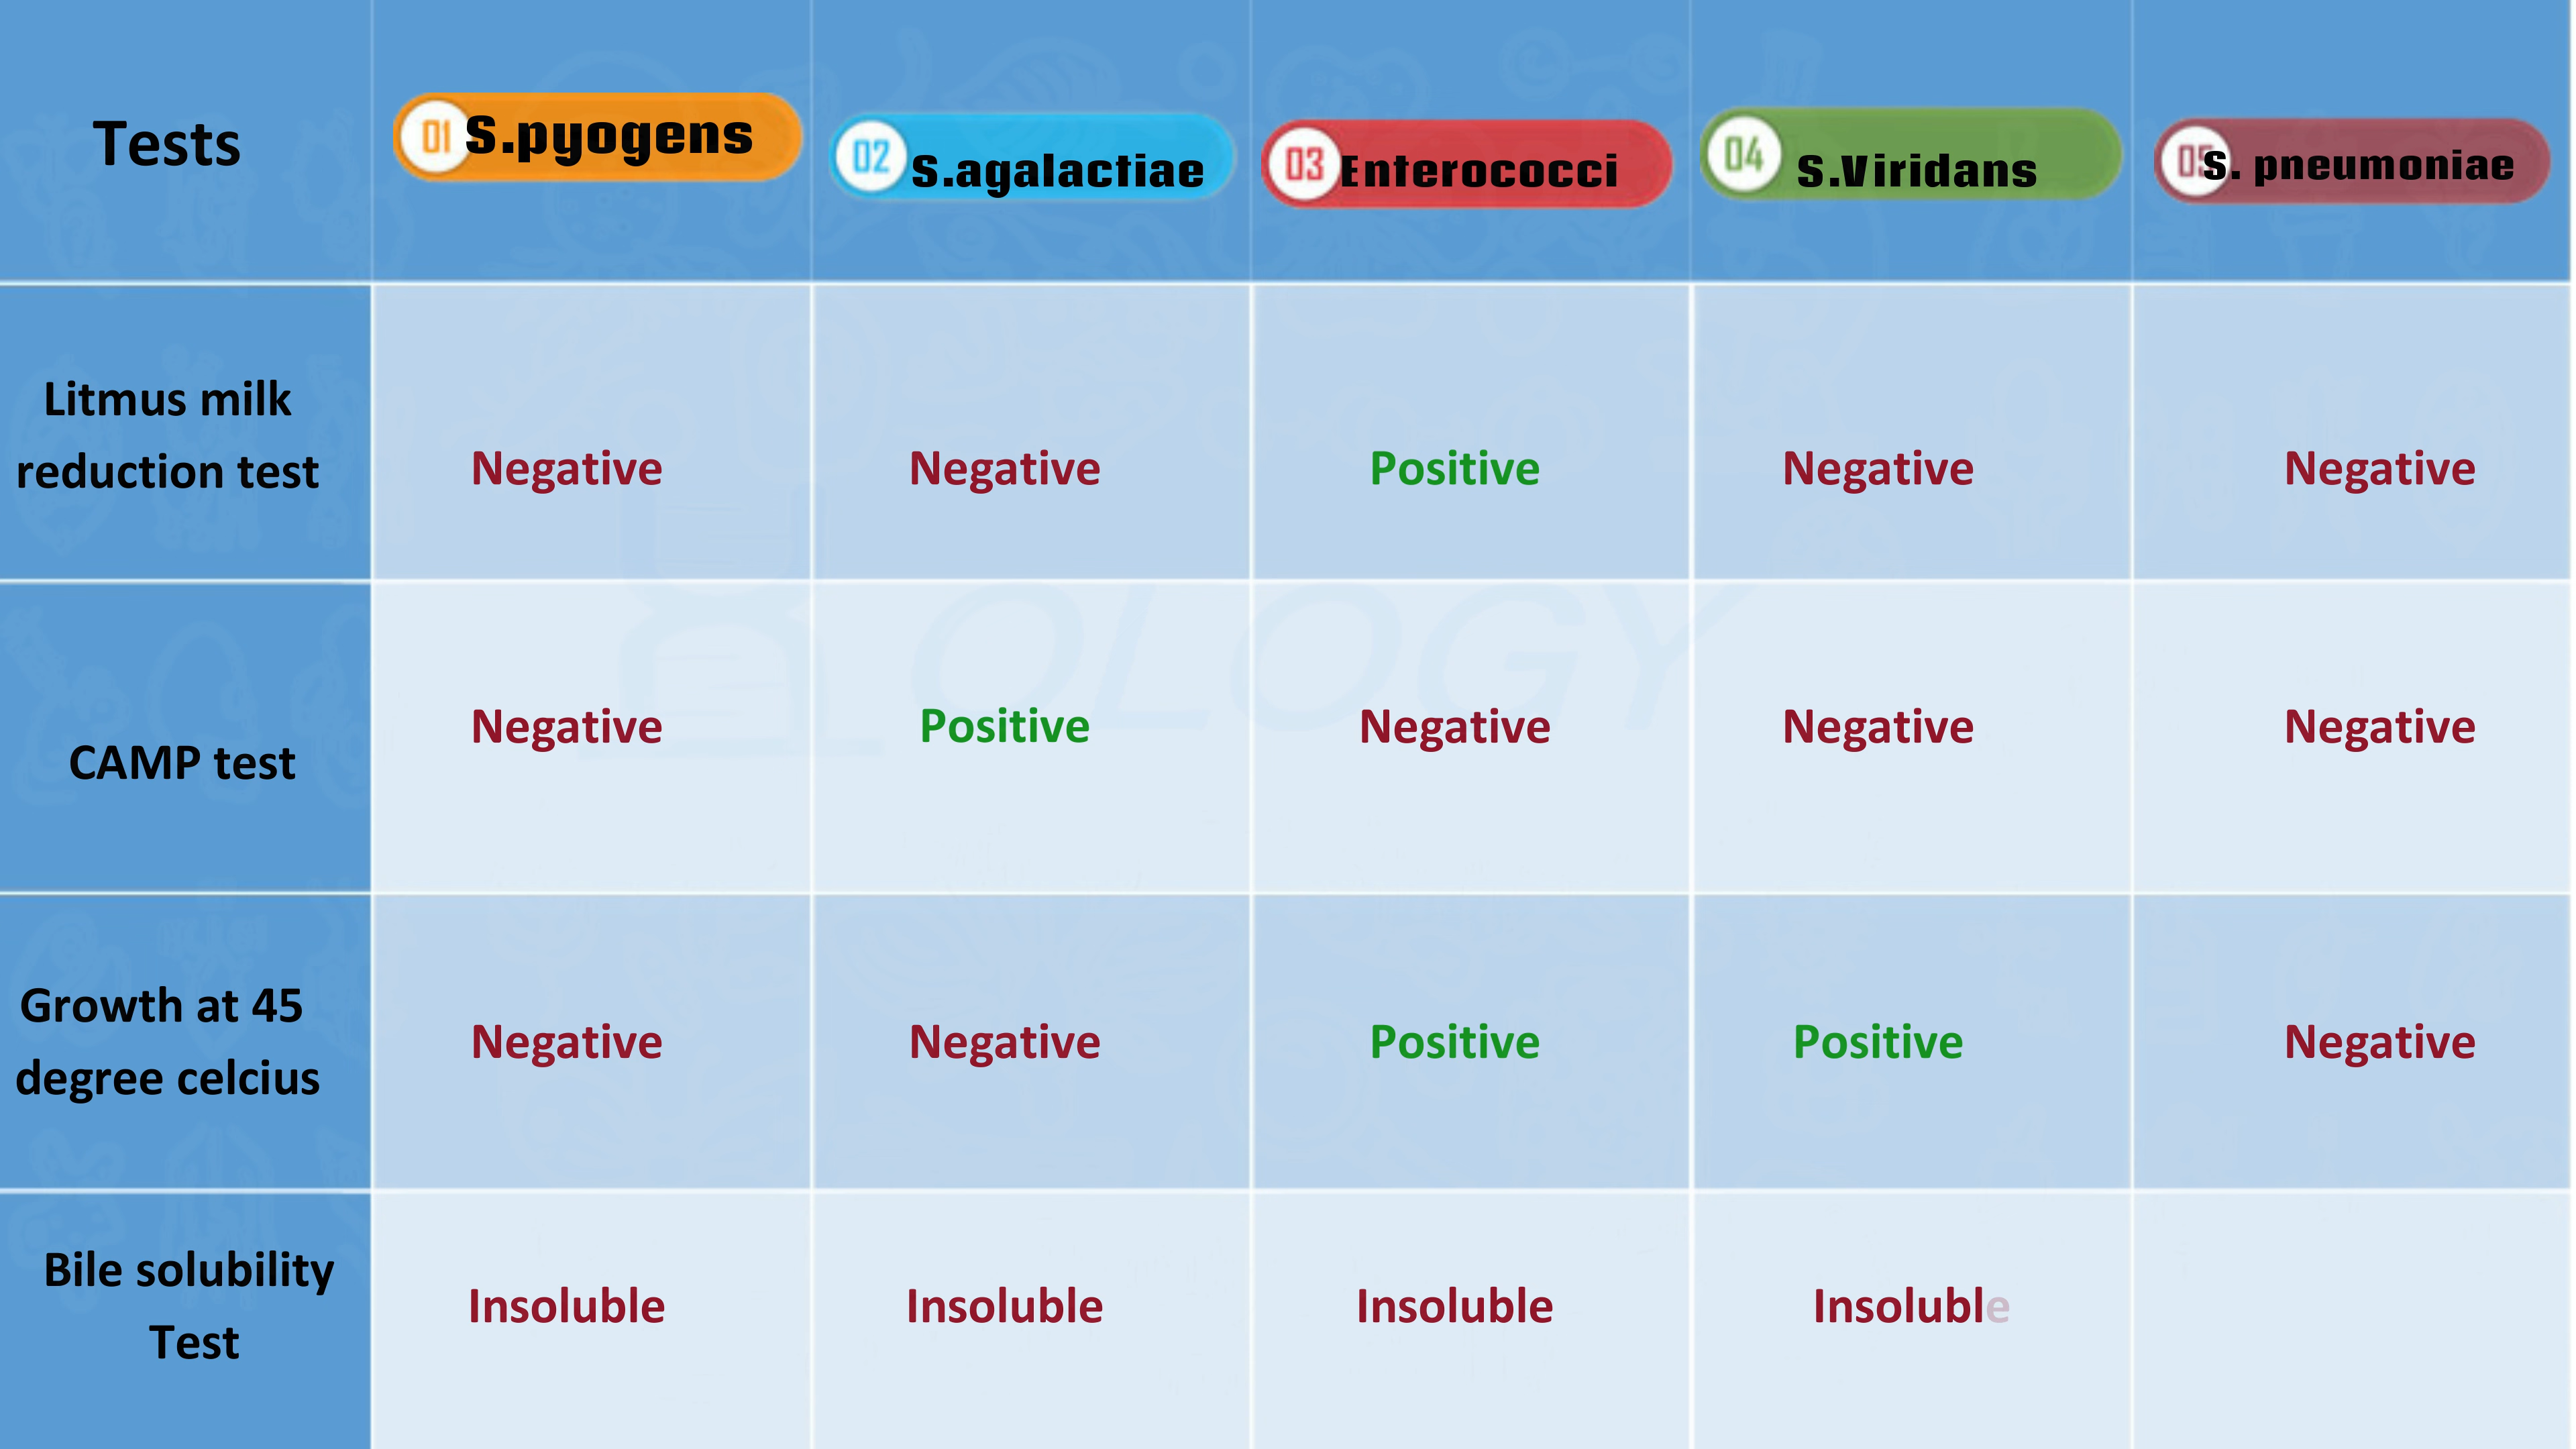 Tests
01 S.pyogens
02 S.agalactiae
03 Enterococci
04 S.Viridans
05 S. pneumoniae
Litmus milk
reduction test
Negative
Negative
Positive
Negative
Negative
CAMP test
Negative
Positive
Negative
Negative
Negative
Growth at 45
degree celcius
Negative
Negative
Positive
Positive
Negative
Bile solubility
Test
Insoluble
Insoluble
Insoluble
Insoluble
OLOGY